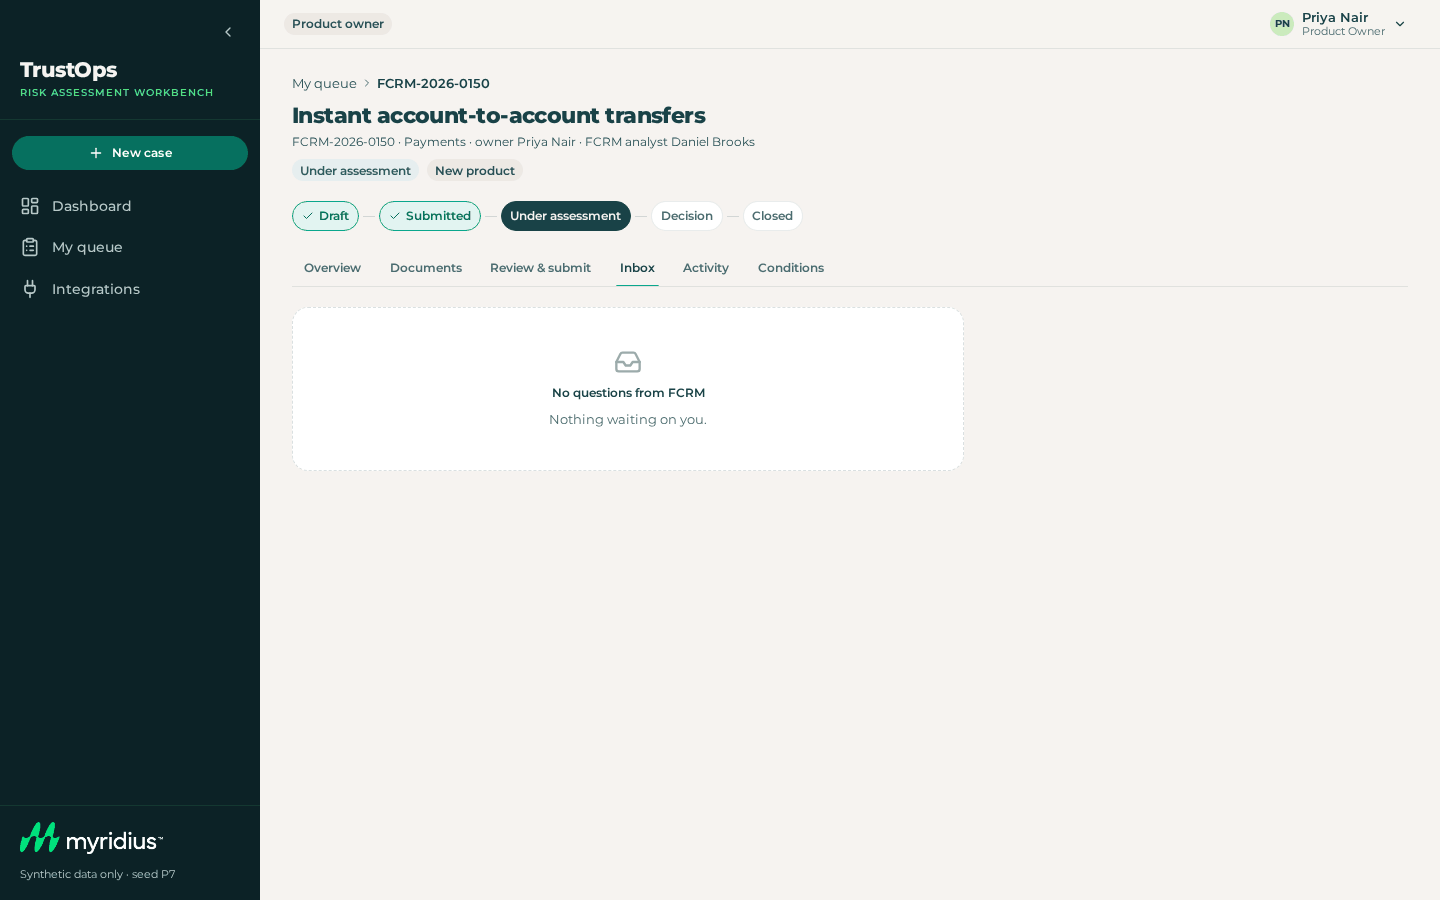 Product owner
PN
Priya Nair
Product Owner
TrustOps
RISK ASSESSMENT WORKBENCH
New case
Dashboard
My queue
Integrations
myridius™
Synthetic data only · seed P7
My queue › FCRM-2026-0150
Instant account-to-account transfers
FCRM-2026-0150 · Payments · owner Priya Nair · FCRM analyst Daniel Brooks
Under assessment New product
Draft Submitted Under assessment Decision Closed
Overview Documents Review & submit Inbox Activity Conditions
No questions from FCRM
Nothing waiting on you.